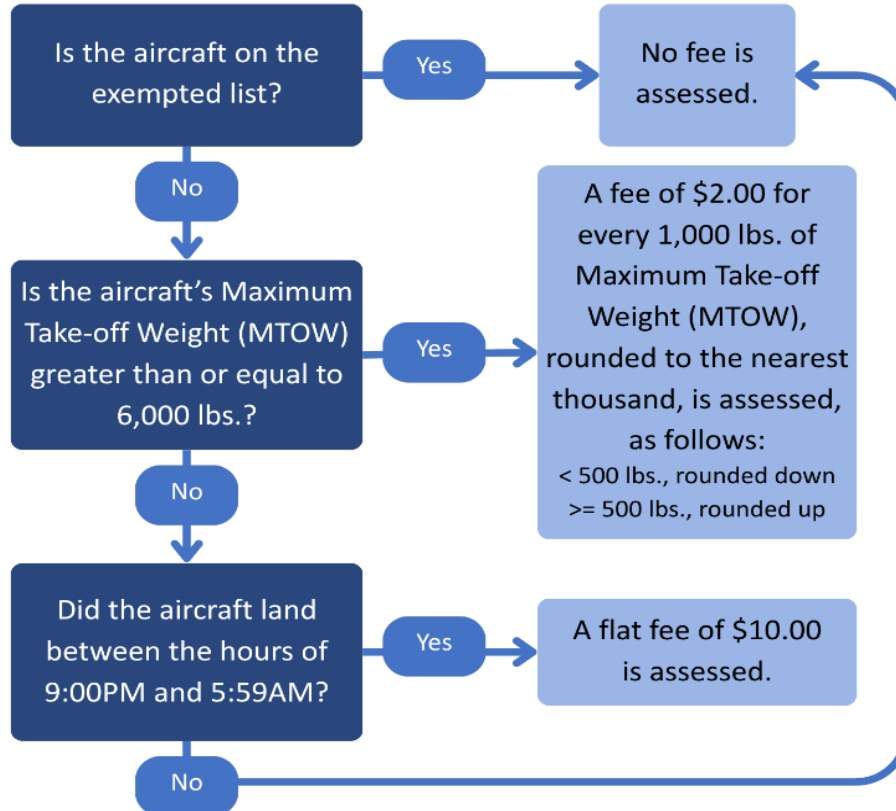 Is the aircraft on the
exempted list?
Yes
No fee is
assessed.
No
Is the aircraft’s Maximum
Take-off Weight (MTOW)
greater than or equal to
6,000 lbs.?
Yes
A fee of $2.00 for
every 1,000 lbs. of
Maximum Take-off
Weight (MTOW),
rounded to the nearest
thousand, is assessed,
as follows:
< 500 lbs., rounded down
>= 500 lbs., rounded up
No
Did the aircraft land
between the hours of
9:00PM and 5:59AM?
Yes
A flat fee of $10.00
is assessed.
No